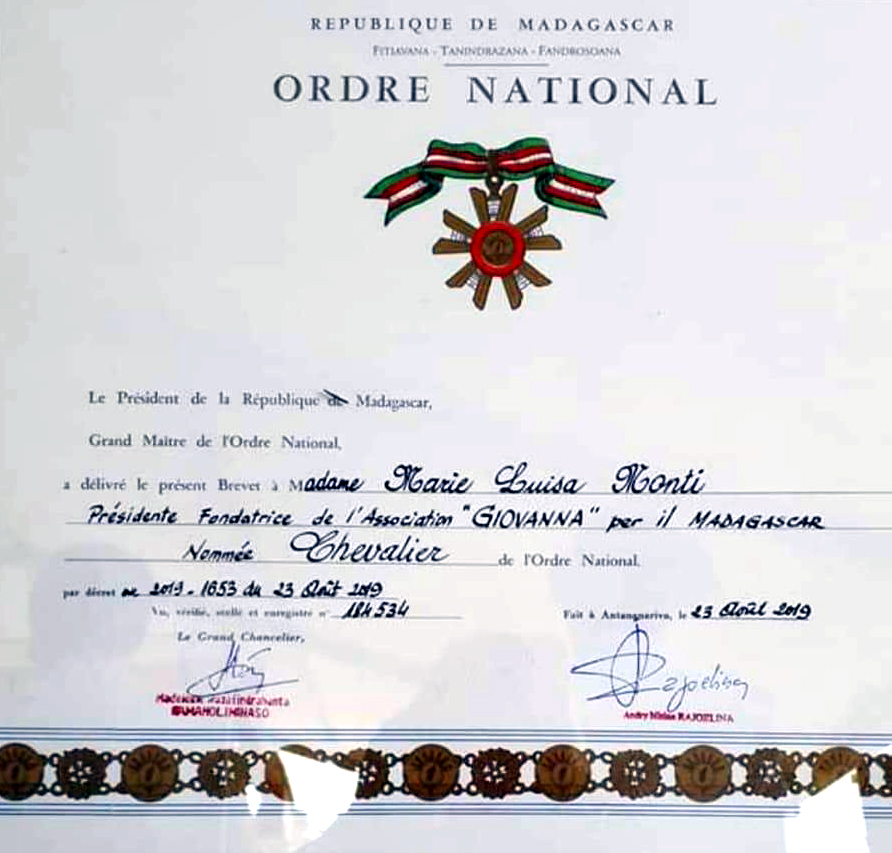 REPUBLIQUE DE MADAGASCAR
FITIAVANA - TANINDRAZANA - FANDROSOANA
ORDRE NATIONAL
Le Président de la République de Madagascar,
Grand Maître de l'Ordre National,
a délivré le présent Brevet à Madame Marie Luisa Monti
Présidente Fondatrice de l'Association "GIOVANNA" per il MADAGASCAR
Nommée Chevalier de l'Ordre National.
par décret no 2019-1653 du 23 Août 2019
Vu, vérifié, scellé et enregistré n° 184534
Fait à Antananarivo, le 23 Août 2019
Le Grand Chancelier,
Rajoelina
Andry Nirina RAJOELINA